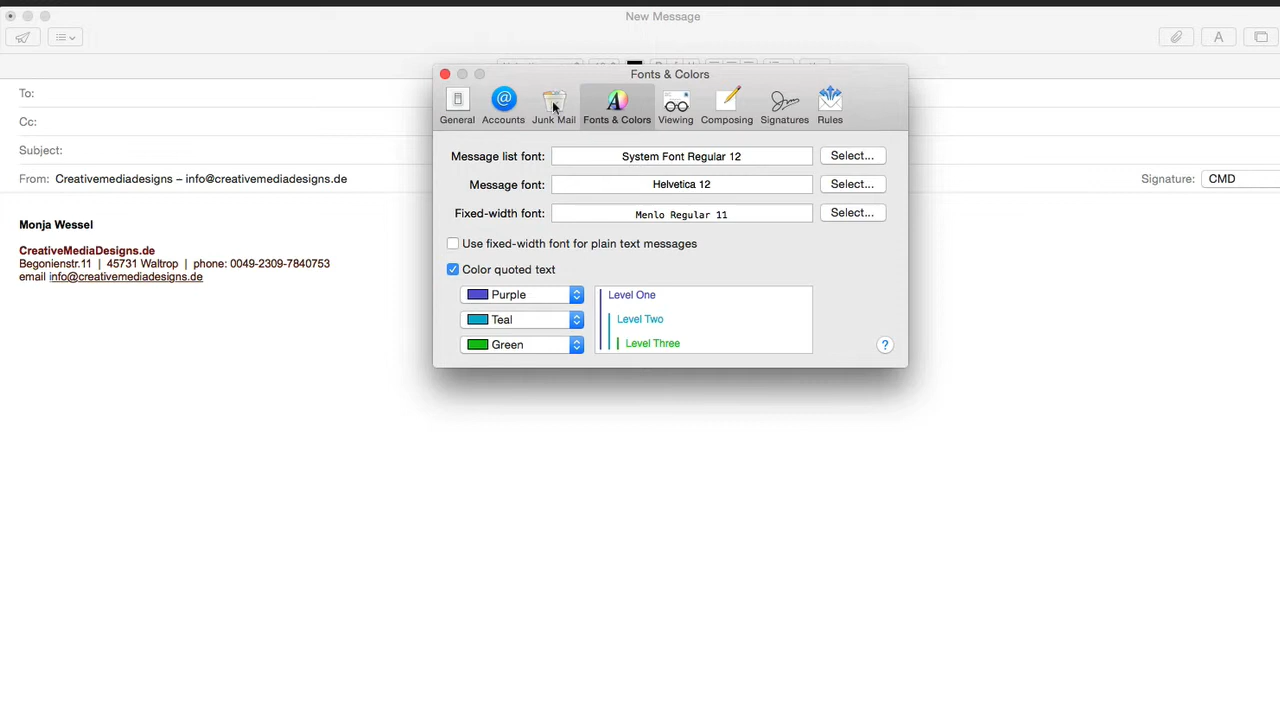 New Message
A
Fonts & Colors
General Accounts Junk Mail Fonts & Colors Viewing Composing Signatures Rules
To:
Cc:
Subject:
From: Creativemediadesigns – info@creativemediadesigns.de
Signature: CMD
Message list font: System Font Regular 12 Select...
Message font: Helvetica 12 Select...
Fixed-width font: Menlo Regular 11 Select...
Use fixed-width font for plain text messages
Color quoted text
Purple
Teal
Green
Level One
Level Two
Level Three
?
Monja Wessel
CreativeMediaDesigns.de
Begonienstr.11 | 45731 Waltrop | phone: 0049-2309-7840753
email info@creativemediadesigns.de